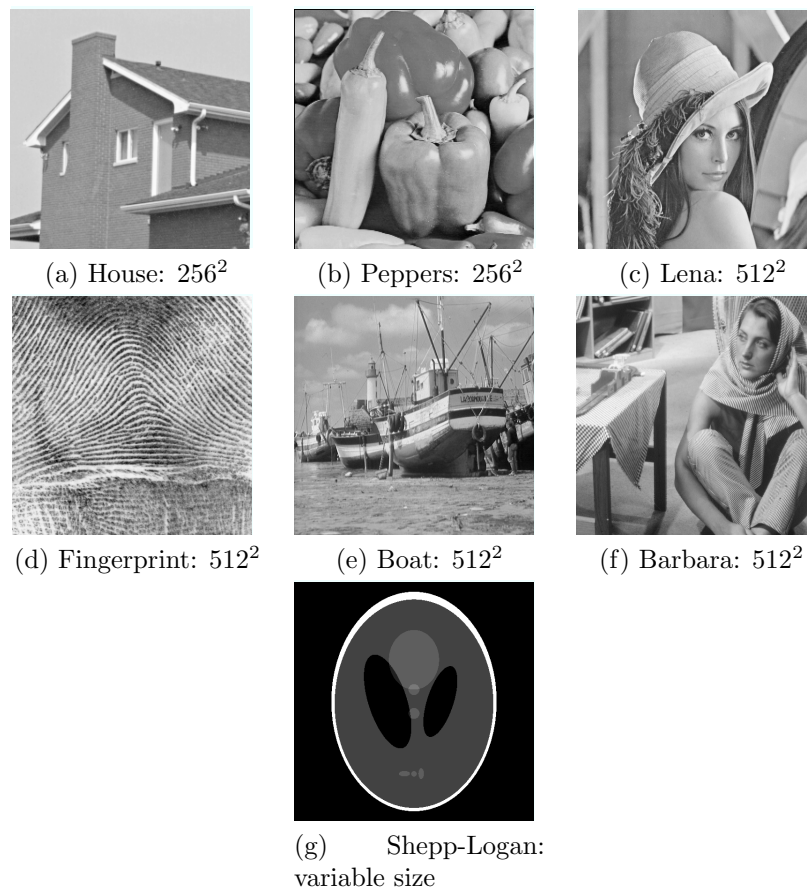 (a) House: 256²
(b) Peppers: 256²
(c) Lena: 512²
(d) Fingerprint: 512²
(e) Boat: 512²
(f) Barbara: 512²
(g) Shepp-Logan:
variable size